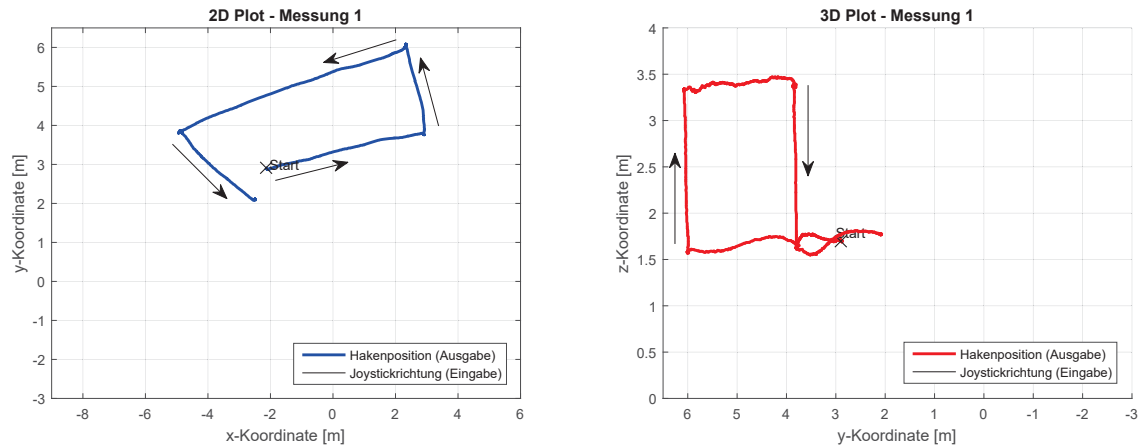 2D Plot - Messung 1
6
5
4
3
2
1
0
-1
-2
-3
y-Koordinate [m]
Start
Hakenposition (Ausgabe)
Joystickrichtung (Eingabe)
-8 -6 -4 -2 0 2 4 6
x-Koordinate [m]
3D Plot - Messung 1
4
3.5
3
2.5
2
1.5
1
0.5
0
z-Koordinate [m]
Start
Hakenposition (Ausgabe)
Joystickrichtung (Eingabe)
6 5 4 3 2 1 0 -1 -2 -3
y-Koordinate [m]